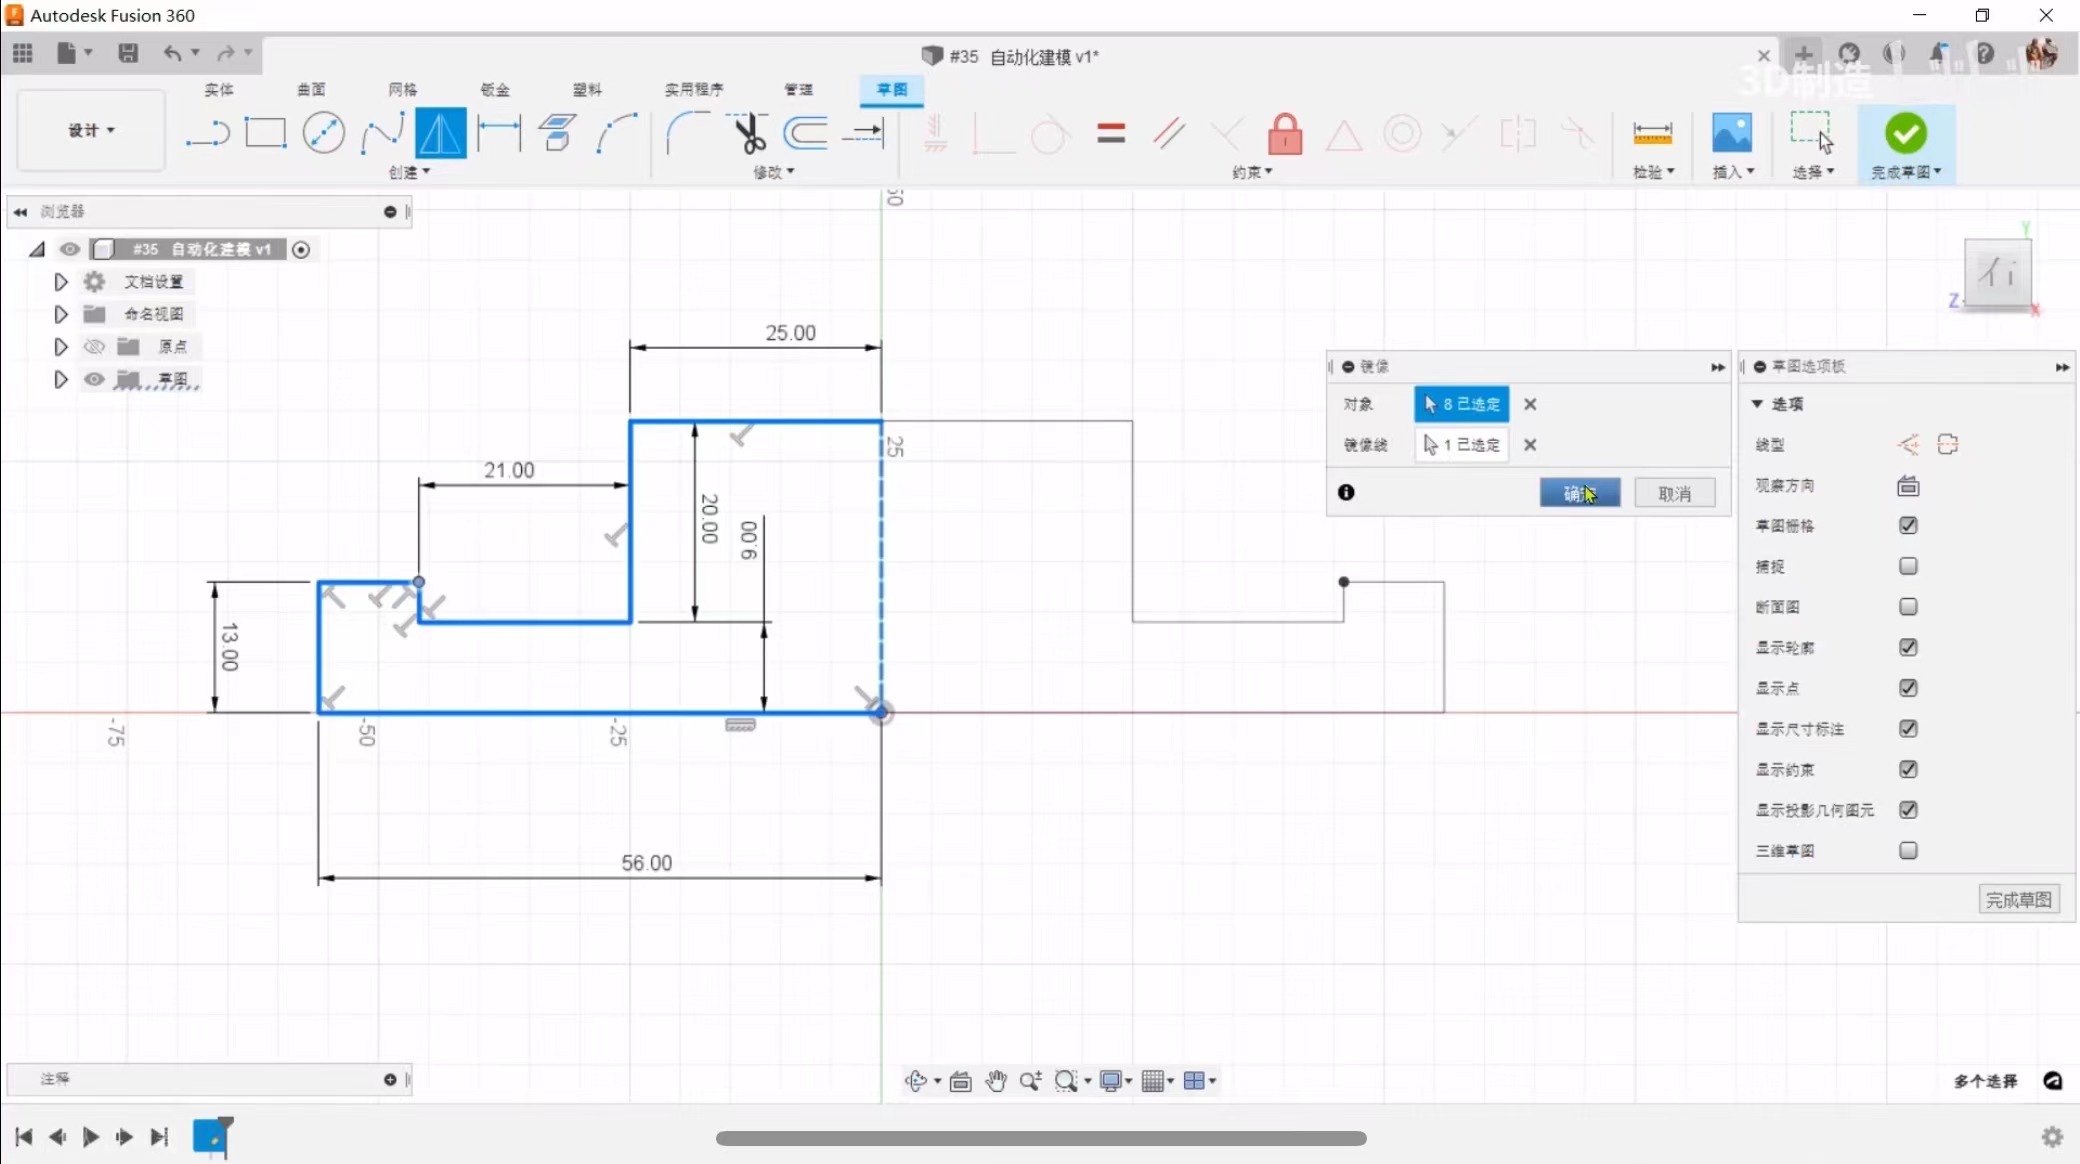 Autodesk Fusion 360
#35 自动化建模 v1*
3D制造
实体 曲面 网格 钣金 塑料 实用程序 管理 草图
设计
创建 修改 约束 检验 插入 选择 完成草图
浏览器
#35 自动化建模 v1
文档设置
命名视图
原点
草图
Y
Z
X
50
25.00
25
21.00
20.00
9.00
13.00
-75
-50
-25
56.00
镜像
对象 8 已选定
镜像线 1 已选定
取消
草图选项板
选项
线型
观察方向
草图栅格
捕捉
断面图
显示轮廓
显示点
显示尺寸标注
显示约束
显示投影几何图元
三维草图
完成草图
注释
多个选择